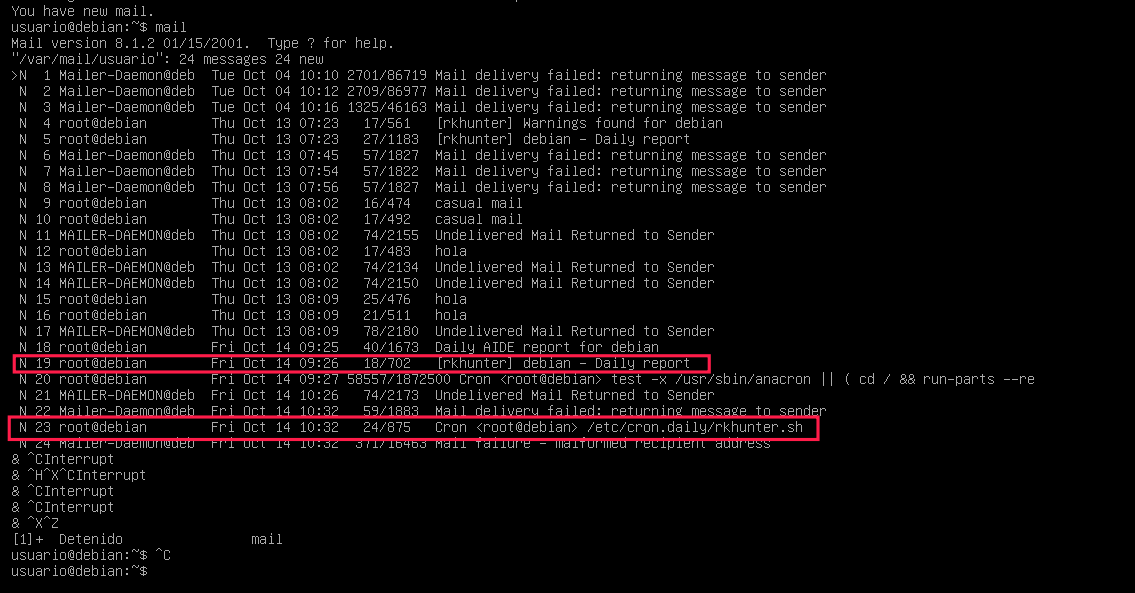 You have new mail.
usuario@debian:~$ mail
Mail version 8.1.2 01/15/2001.  Type ? for help.
"/var/mail/usuario": 24 messages 24 new
>N  1 Mailer-Daemon@deb  Tue Oct 04 10:10 2701/86719 Mail delivery failed: returning message to sender
 N  2 Mailer-Daemon@deb  Tue Oct 04 10:12 2709/86977 Mail delivery failed: returning message to sender
 N  3 Mailer-Daemon@deb  Tue Oct 04 10:16 1325/46163 Mail delivery failed: returning message to sender
 N  4 root@debian        Thu Oct 13 07:23   17/561   [rkhunter] Warnings found for debian
 N  5 root@debian        Thu Oct 13 07:23   27/1183  [rkhunter] debian - Daily report
 N  6 Mailer-Daemon@deb  Thu Oct 13 07:45   57/1827  Mail delivery failed: returning message to sender
 N  7 Mailer-Daemon@deb  Thu Oct 13 07:54   57/1822  Mail delivery failed: returning message to sender
 N  8 Mailer-Daemon@deb  Thu Oct 13 07:56   57/1827  Mail delivery failed: returning message to sender
 N  9 root@debian        Thu Oct 13 08:02   16/474   casual mail
 N 10 root@debian        Thu Oct 13 08:02   17/492   casual mail
 N 11 MAILER-DAEMON@deb  Thu Oct 13 08:02   74/2155  Undelivered Mail Returned to Sender
 N 12 root@debian        Thu Oct 13 08:02   17/483   hola
 N 13 MAILER-DAEMON@deb  Thu Oct 13 08:02   74/2134  Undelivered Mail Returned to Sender
 N 14 MAILER-DAEMON@deb  Thu Oct 13 08:02   74/2150  Undelivered Mail Returned to Sender
 N 15 root@debian        Thu Oct 13 08:09   25/476   hola
 N 16 root@debian        Thu Oct 13 08:09   21/511   hola
 N 17 MAILER-DAEMON@deb  Thu Oct 13 08:09   78/2180  Undelivered Mail Returned to Sender
 N 18 root@debian        Fri Oct 14 09:25   40/1673  Daily AIDE report for debian
 N 19 root@debian        Fri Oct 14 09:26   18/702   [rkhunter] debian - Daily report
 N 20 root@debian        Fri Oct 14 09:27 58557/1872500 Cron <root@debian> test -x /usr/sbin/anacron || ( cd / && run-parts --re
 N 21 MAILER-DAEMON@deb  Fri Oct 14 10:26   74/2173  Undelivered Mail Returned to Sender
 N 22 Mailer-Daemon@deb  Fri Oct 14 10:32   59/1883  Mail delivery failed: returning message to sender
 N 23 root@debian        Fri Oct 14 10:32   24/875   Cron <root@debian> /etc/cron.daily/rkhunter.sh
 N 24 Mailer-Daemon@deb  Fri Oct 14 10:32  371/16463 Mail failure - malformed recipient address
& ^CInterrupt
& ^H^X^CInterrupt
& ^CInterrupt
& ^CInterrupt
& ^X^Z
[1]+  Detenido                mail
usuario@debian:~$ ^C
usuario@debian:~$